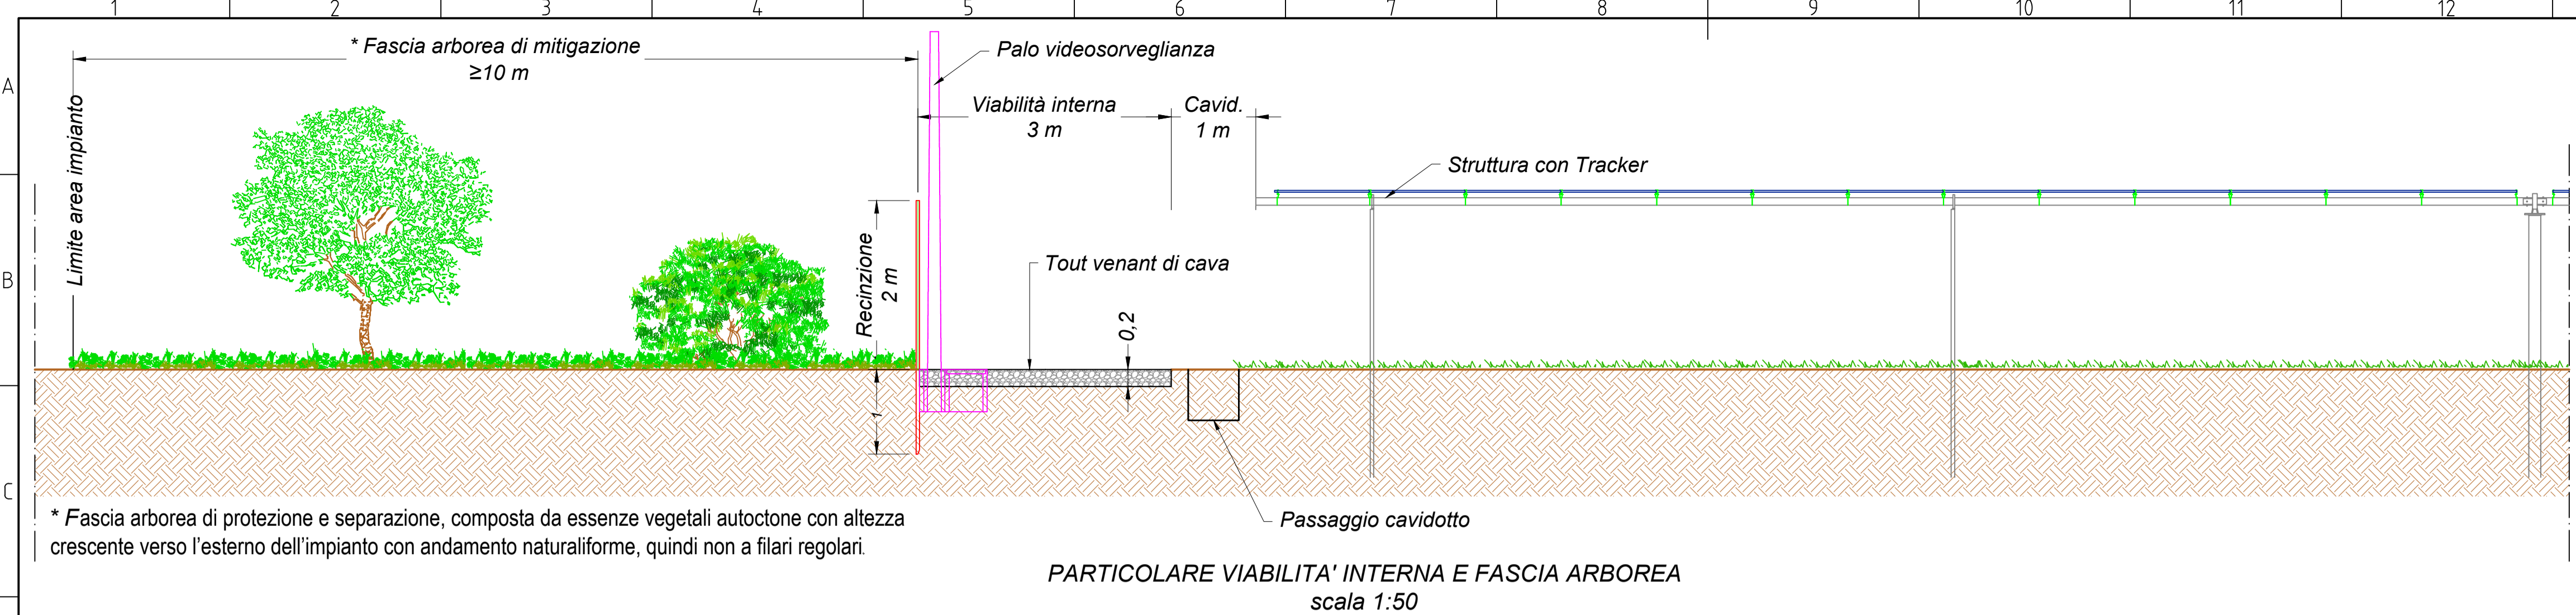 1 2 3 4 5 6 7 8 9 10 11 12
A
B
C
* Fascia arborea di mitigazione
≥10 m
Limite area impianto
Palo videosorveglianza
Viabilità interna
3 m
Cavid.
1 m
Struttura con Tracker
Recinzione
2 m
Tout venant di cava
0,2
1
Passaggio cavidotto
* Fascia arborea di protezione e separazione, composta da essenze vegetali autoctone con altezza
crescente verso l'esterno dell'impianto con andamento naturaliforme, quindi non a filari regolari.
PARTICOLARE VIABILITA' INTERNA E FASCIA ARBOREA
scala 1:50